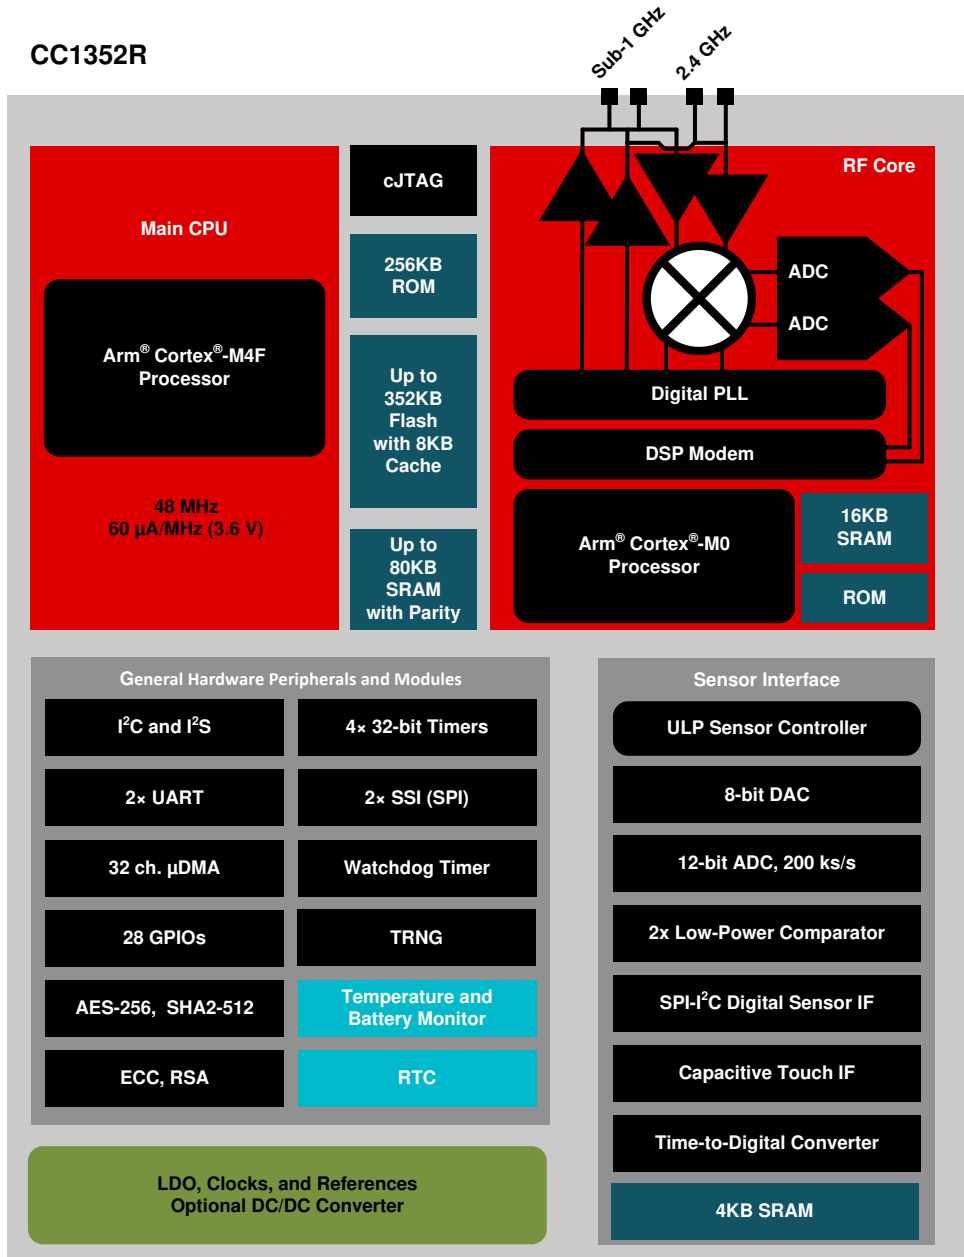 CC1352R
Sub-1 GHz
2.4 GHz
Main CPU
Arm® Cortex®-M4F
Processor
48 MHz
60 µA/MHz (3.6 V)
cJTAG
256KB
ROM
Up to
352KB
Flash
with 8KB
Cache
Up to
80KB
SRAM
with Parity
RF Core
ADC
ADC
Digital PLL
DSP Modem
Arm® Cortex®-M0
Processor
16KB
SRAM
ROM
General Hardware Peripherals and Modules
I²C and I²S
4× 32-bit Timers
2× UART
2× SSI (SPI)
32 ch. µDMA
Watchdog Timer
28 GPIOs
TRNG
AES-256, SHA2-512
Temperature and
Battery Monitor
ECC, RSA
RTC
LDO, Clocks, and References
Optional DC/DC Converter
Sensor Interface
ULP Sensor Controller
8-bit DAC
12-bit ADC, 200 ks/s
2x Low-Power Comparator
SPI-I²C Digital Sensor IF
Capacitive Touch IF
Time-to-Digital Converter
4KB SRAM